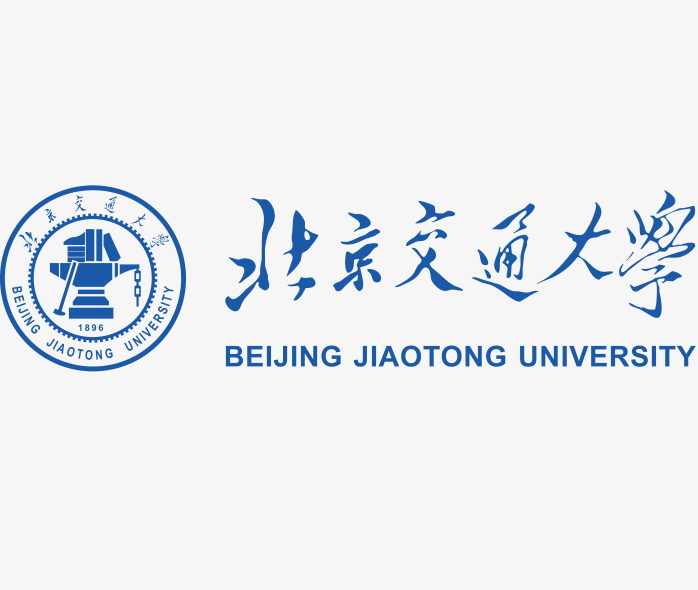 北京交通大學
1896
BEIJING JIAOTONG UNIVERSITY
北京交通大學
BEIJING JIAOTONG UNIVERSITY